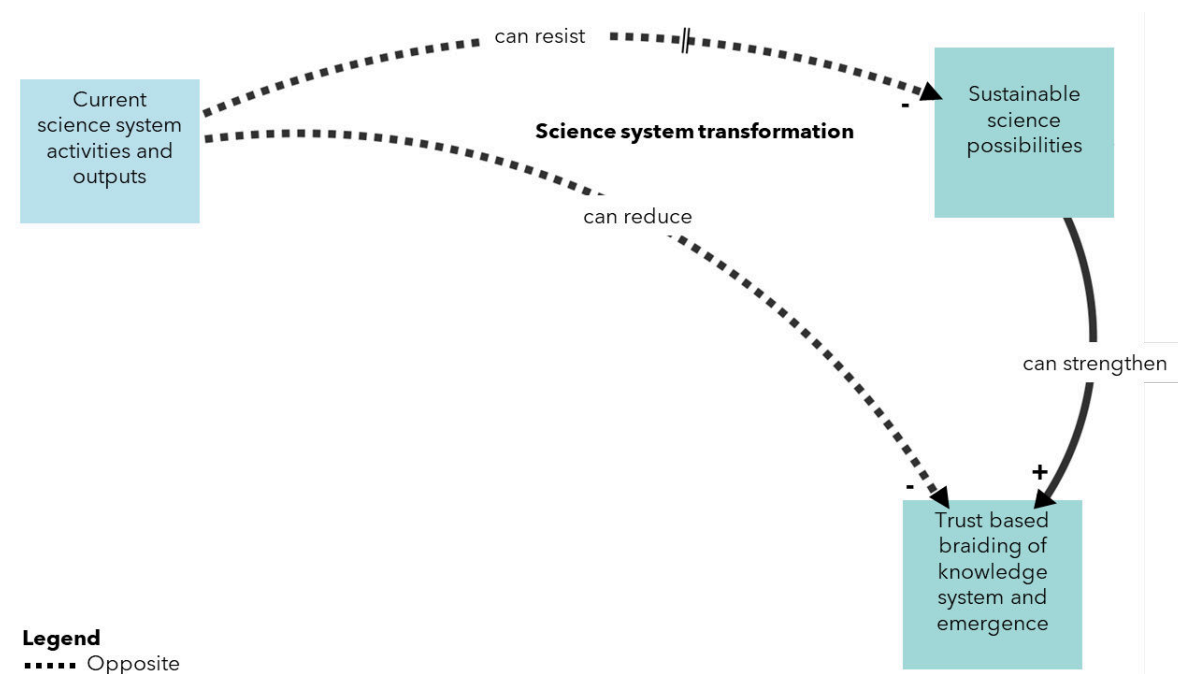 can resist
Current
science system
activities and
outputs
Sustainable
science
possibilities
-
Science system transformation
can reduce
can strengthen
+
-
Trust based
braiding of
knowledge
system and
emergence
Legend
Opposite